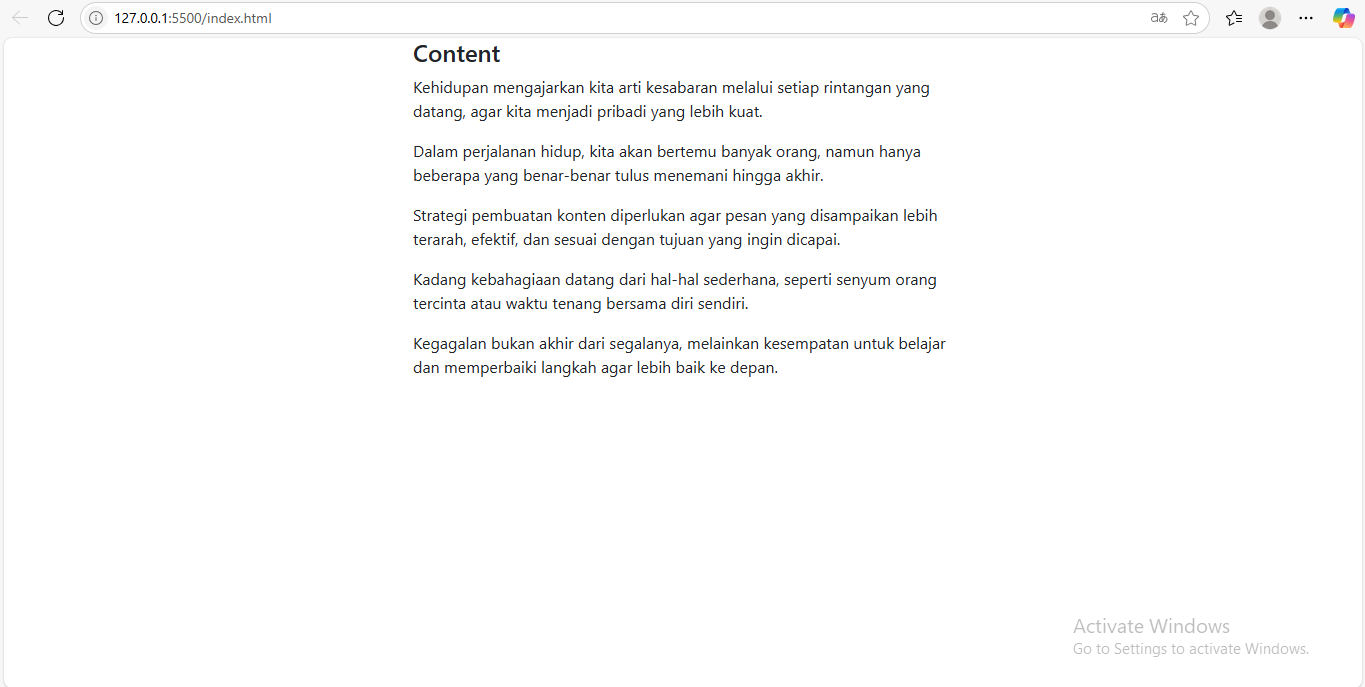 127.0.0.1:5500/index.html
Content
Kehidupan mengajarkan kita arti kesabaran melalui setiap rintangan yang
datang, agar kita menjadi pribadi yang lebih kuat.
Dalam perjalanan hidup, kita akan bertemu banyak orang, namun hanya
beberapa yang benar-benar tulus menemani hingga akhir.
Strategi pembuatan konten diperlukan agar pesan yang disampaikan lebih
terarah, efektif, dan sesuai dengan tujuan yang ingin dicapai.
Kadang kebahagiaan datang dari hal-hal sederhana, seperti senyum orang
tercinta atau waktu tenang bersama diri sendiri.
Kegagalan bukan akhir dari segalanya, melainkan kesempatan untuk belajar
dan memperbaiki langkah agar lebih baik ke depan.
Activate Windows
Go to Settings to activate Windows.